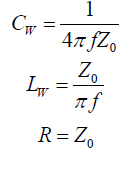 C_W = 1 / 4πfZ_0
L_W = Z_0 / πf
R = Z_0